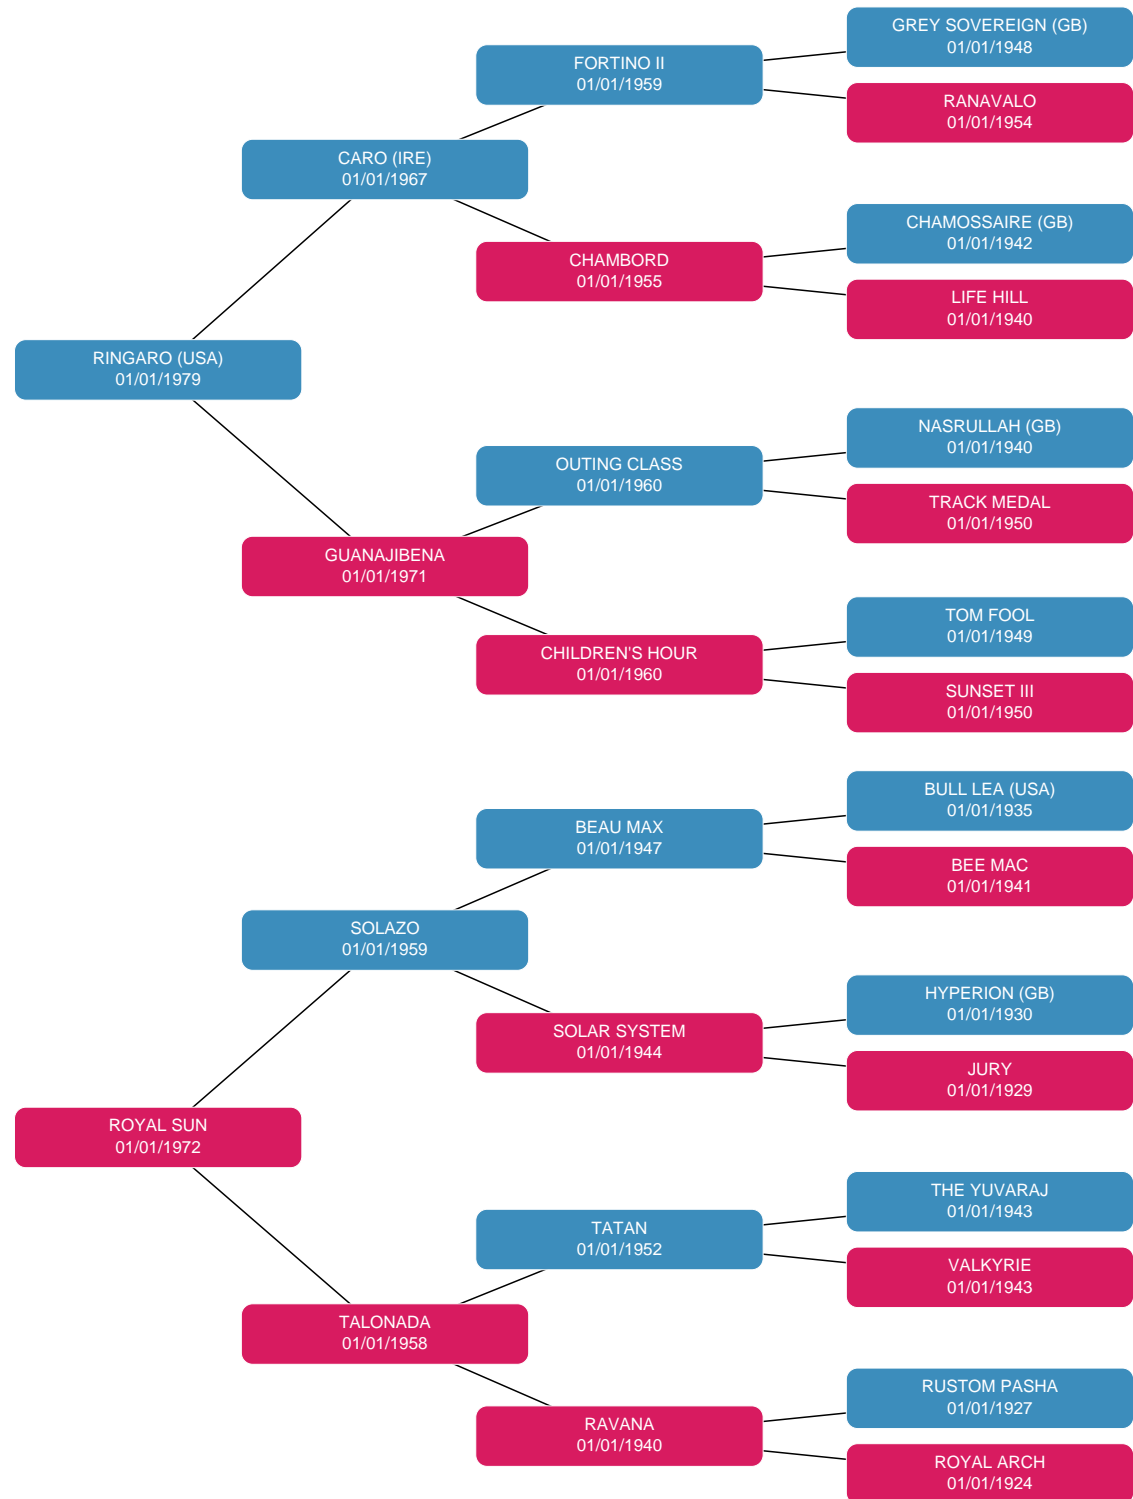 GREY SOVEREIGN (GB)
01/01/1948
FORTINO II
01/01/1959
RANAVALO
01/01/1954
CARO (IRE)
01/01/1967
CHAMOSSAIRE (GB)
01/01/1942
CHAMBORD
01/01/1955
LIFE HILL
01/01/1940
RINGARO (USA)
01/01/1979
NASRULLAH (GB)
01/01/1940
OUTING CLASS
01/01/1960
TRACK MEDAL
01/01/1950
GUANAJIBENA
01/01/1971
TOM FOOL
01/01/1949
CHILDREN'S HOUR
01/01/1960
SUNSET III
01/01/1950
BULL LEA (USA)
01/01/1935
BEAU MAX
01/01/1947
BEE MAC
01/01/1941
SOLAZO
01/01/1959
HYPERION (GB)
01/01/1930
SOLAR SYSTEM
01/01/1944
JURY
01/01/1929
ROYAL SUN
01/01/1972
THE YUVARAJ
01/01/1943
TATAN
01/01/1952
VALKYRIE
01/01/1943
TALONADA
01/01/1958
RUSTOM PASHA
01/01/1927
RAVANA
01/01/1940
ROYAL ARCH
01/01/1924